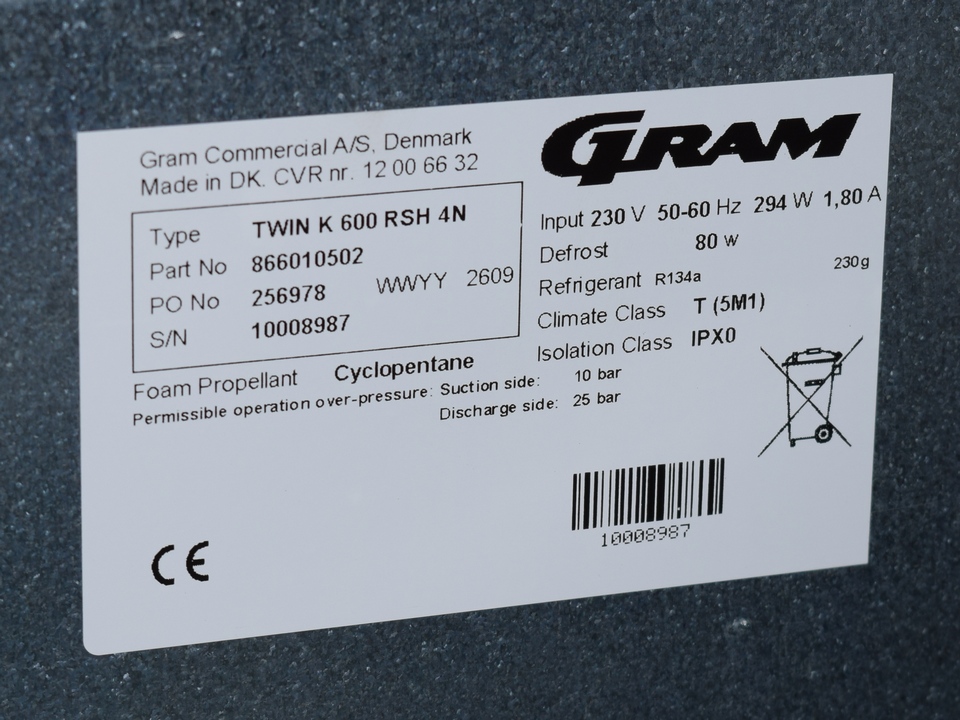 Gram Commercial A/S, Denmark
Made in DK. CVR nr. 12 00 66 32
GRAM
Type TWIN K 600 RSH 4N
Part No 866010502
PO No 256978 WWYY 2609
S/N 10008987
Input 230 V 50-60 Hz 294 W 1,80 A
Defrost 80 W
Refrigerant R134a 230g
Climate Class T (5M1)
Isolation Class IPX0
Foam Propellant Cyclopentane
Permissible operation over-pressure: Suction side: 10 bar
Discharge side: 25 bar
10008987
CE